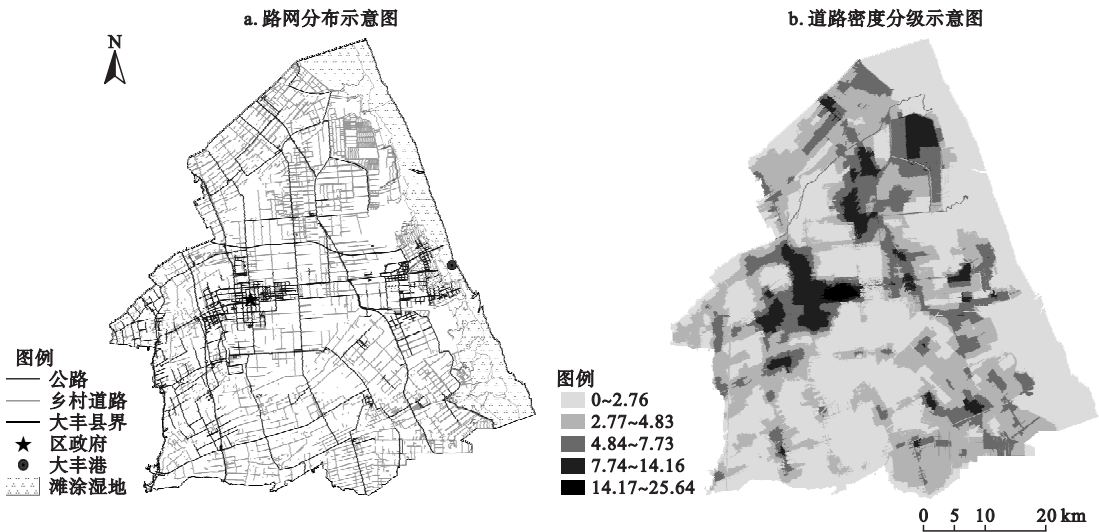 a. 路网分布示意图
N
图例
公路
乡村道路
大丰县界
区政府
大丰港
滩涂湿地
b. 道路密度分级示意图
图例
0~2.76
2.77~4.83
4.84~7.73
7.74~14.16
14.17~25.64
0 5 10 20 km